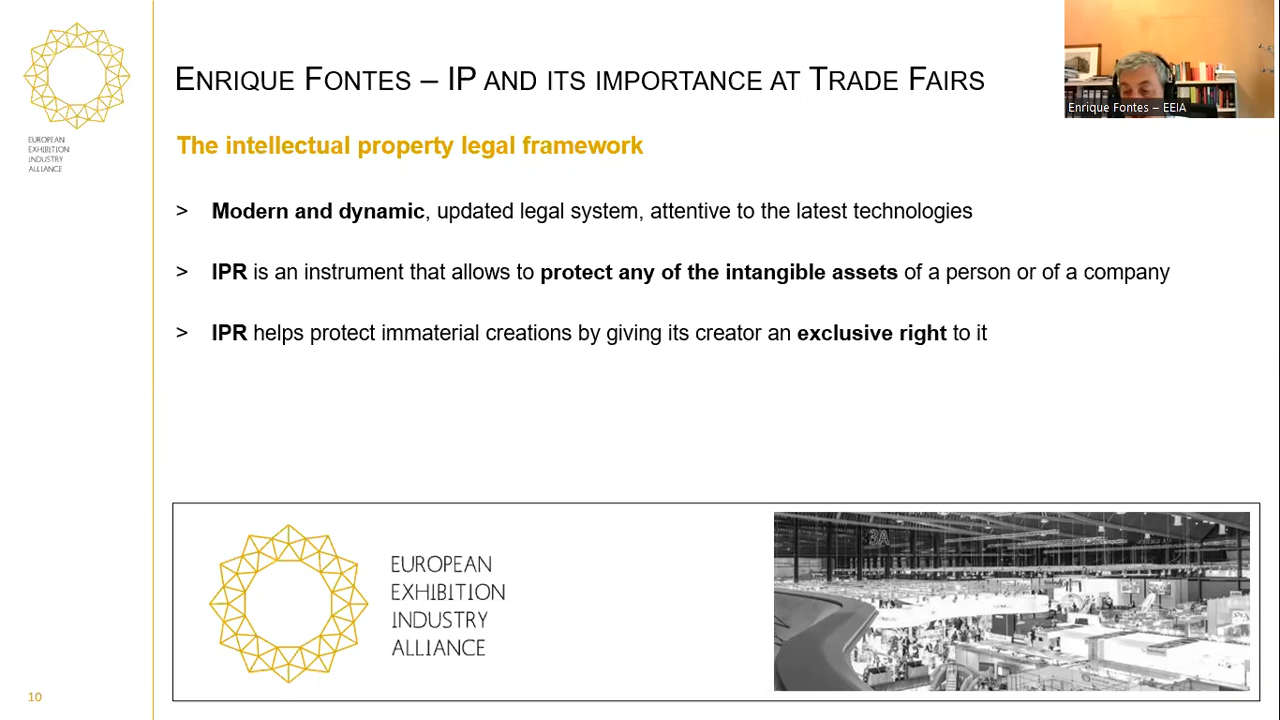 ENRIQUE FONTES – IP AND ITS IMPORTANCE AT TRADE FAIRS
Enrique Fontes – EEIA
EUROPEAN
EXHIBITION
INDUSTRY
ALLIANCE
The intellectual property legal framework
> Modern and dynamic, updated legal system, attentive to the latest technologies
> IPR is an instrument that allows to protect any of the intangible assets of a person or of a company
> IPR helps protect immaterial creations by giving its creator an exclusive right to it
EUROPEAN
EXHIBITION
INDUSTRY
ALLIANCE
3A
10